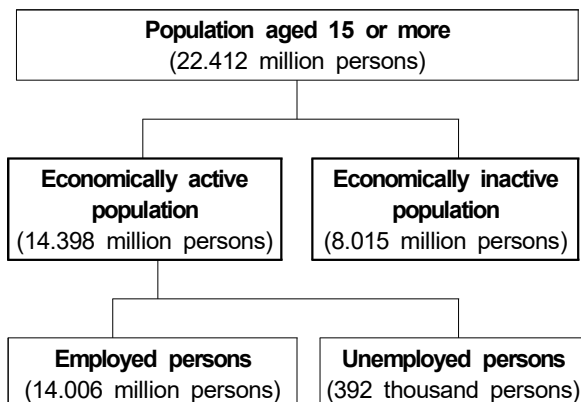 Population aged 15 or more
(22.412 million persons)
Economically active
population
(14.398 million persons)
Economically inactive
population
(8.015 million persons)
Employed persons
(14.006 million persons)
Unemployed persons
(392 thousand persons)